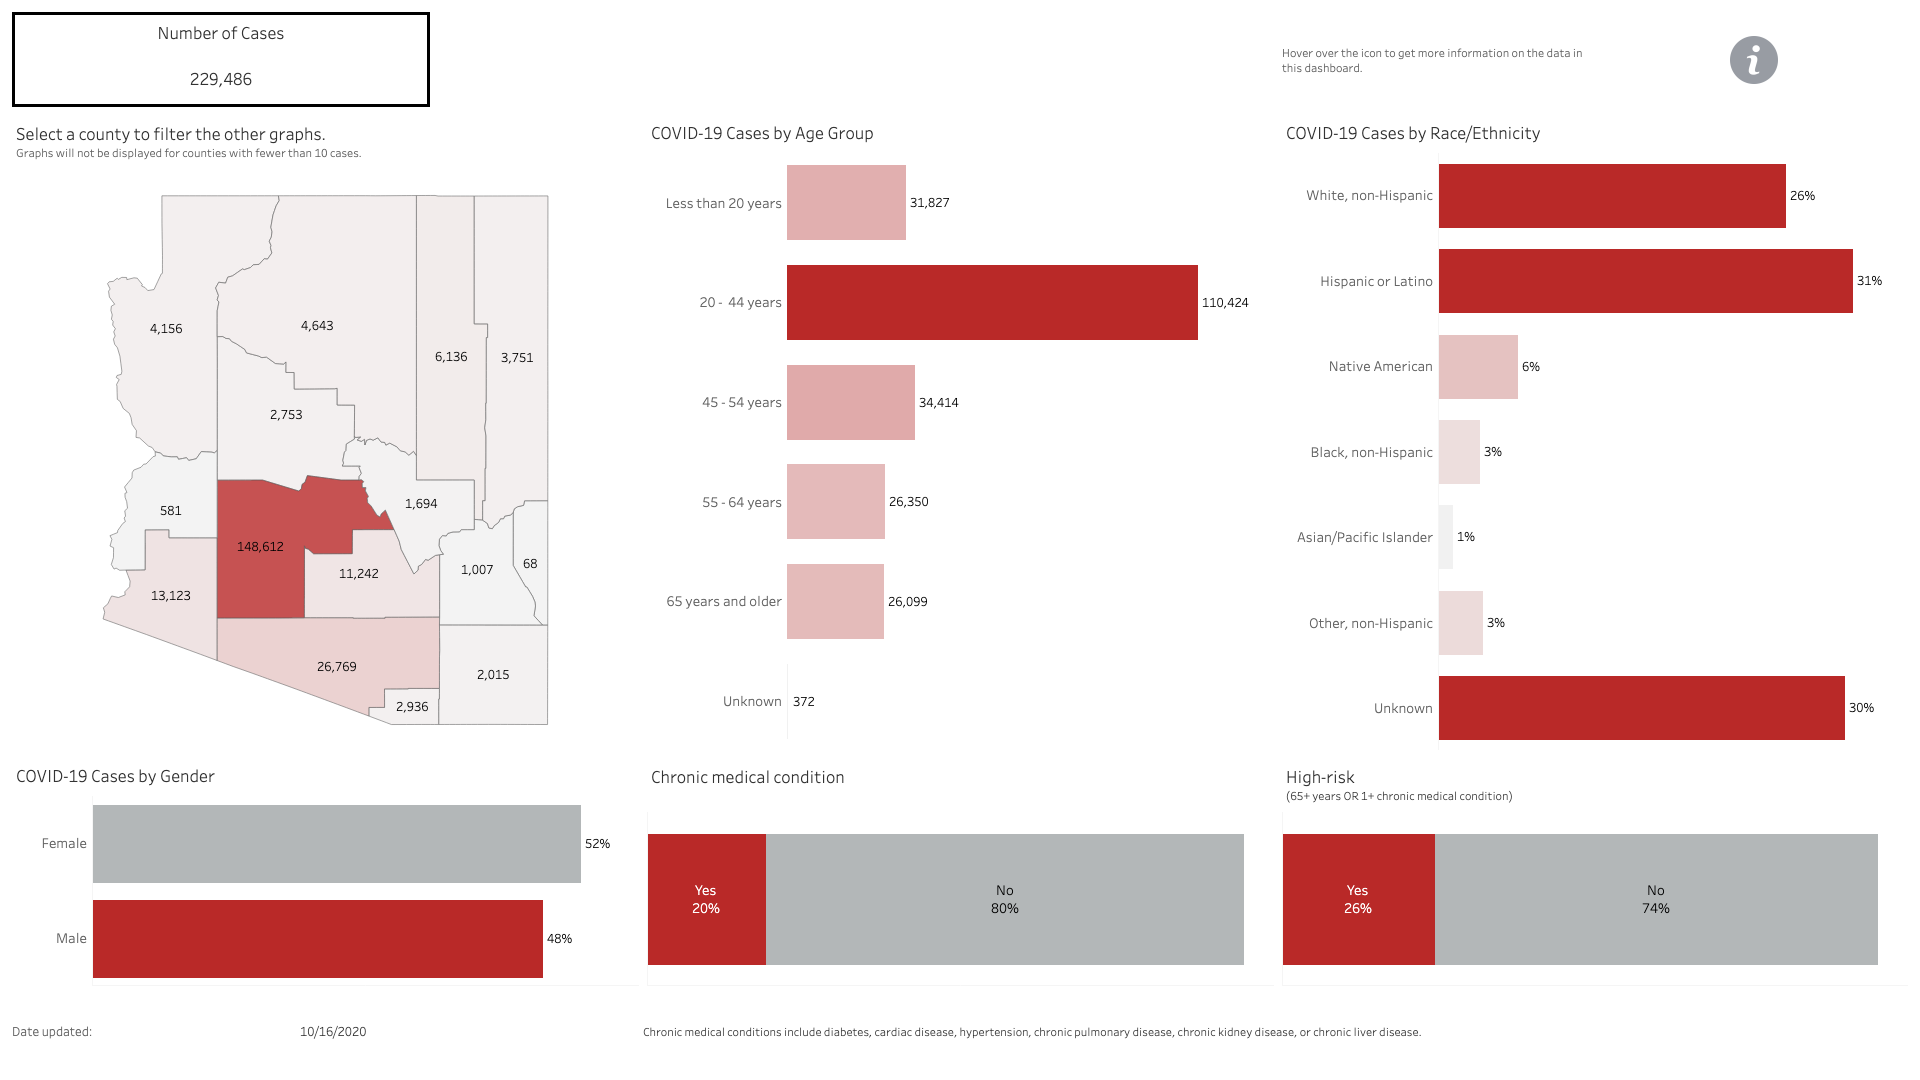 Number of Cases
229,486
Hover over the icon to get more information on the data in
this dashboard.
i
Select a county to filter the other graphs.
Graphs will not be displayed for counties with fewer than 10 cases.
4,156
4,643
6,136
3,751
2,753
1,694
581
148,612
11,242
1,007
68
13,123
26,769
2,015
2,936
COVID-19 Cases by Age Group
Less than 20 years 31,827
20 - 44 years 110,424
45 - 54 years 34,414
55 - 64 years 26,350
65 years and older 26,099
Unknown 372
COVID-19 Cases by Race/Ethnicity
White, non-Hispanic 26%
Hispanic or Latino 31%
Native American 6%
Black, non-Hispanic 3%
Asian/Pacific Islander 1%
Other, non-Hispanic 3%
Unknown 30%
COVID-19 Cases by Gender
Female 52%
Male 48%
Chronic medical condition
Yes
20%
No
80%
High-risk
(65+ years OR 1+ chronic medical condition)
Yes
26%
No
74%
Date updated: 10/16/2020
Chronic medical conditions include diabetes, cardiac disease, hypertension, chronic pulmonary disease, chronic kidney disease, or chronic liver disease.